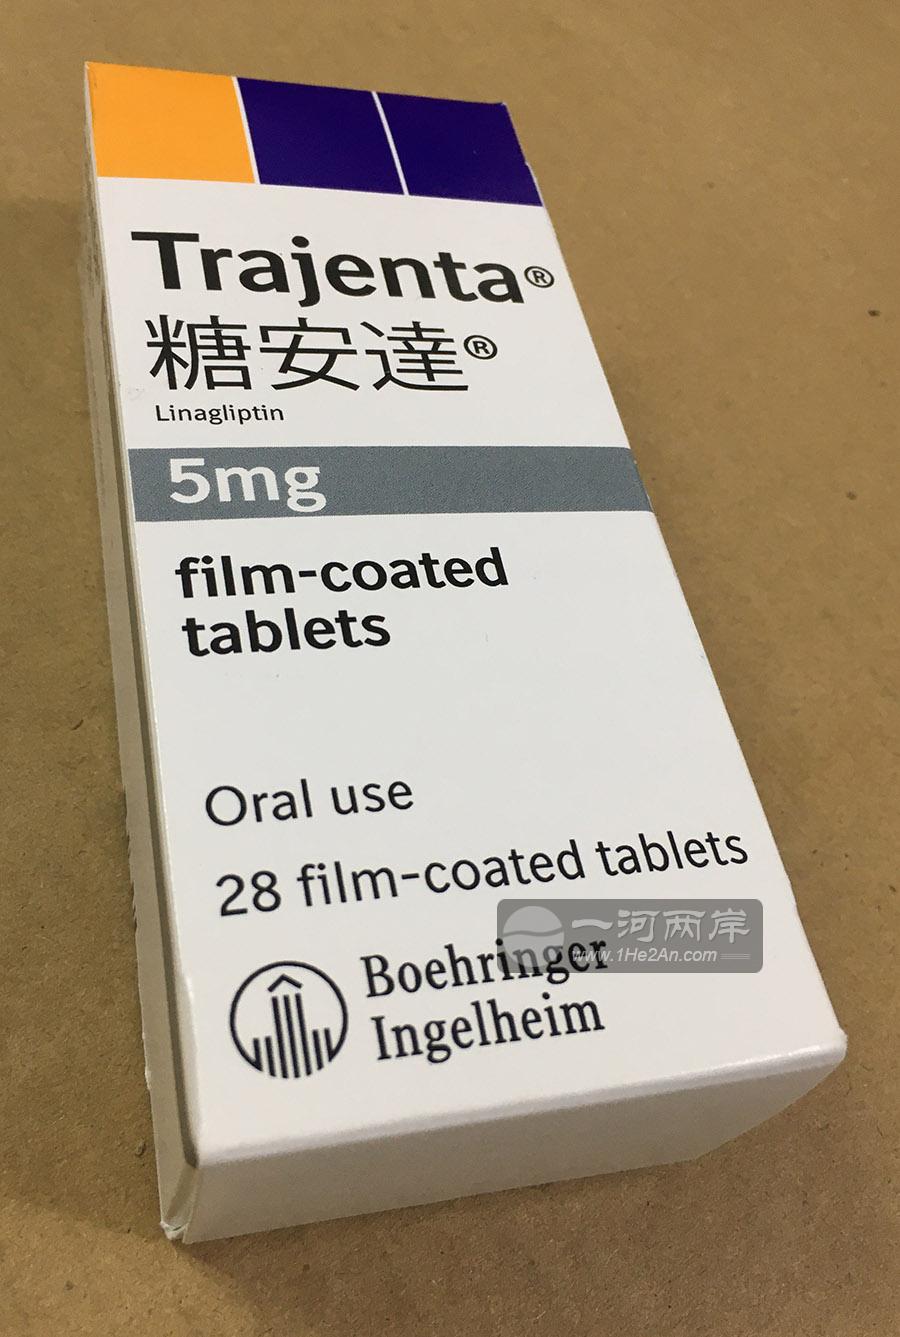 Trajenta®
糖安達®
Linagliptin
5mg
film-coated
tablets
Oral use
28 film-coated tablets
一河两岸
www.1He2An.com
Boehringer
Ingelheim